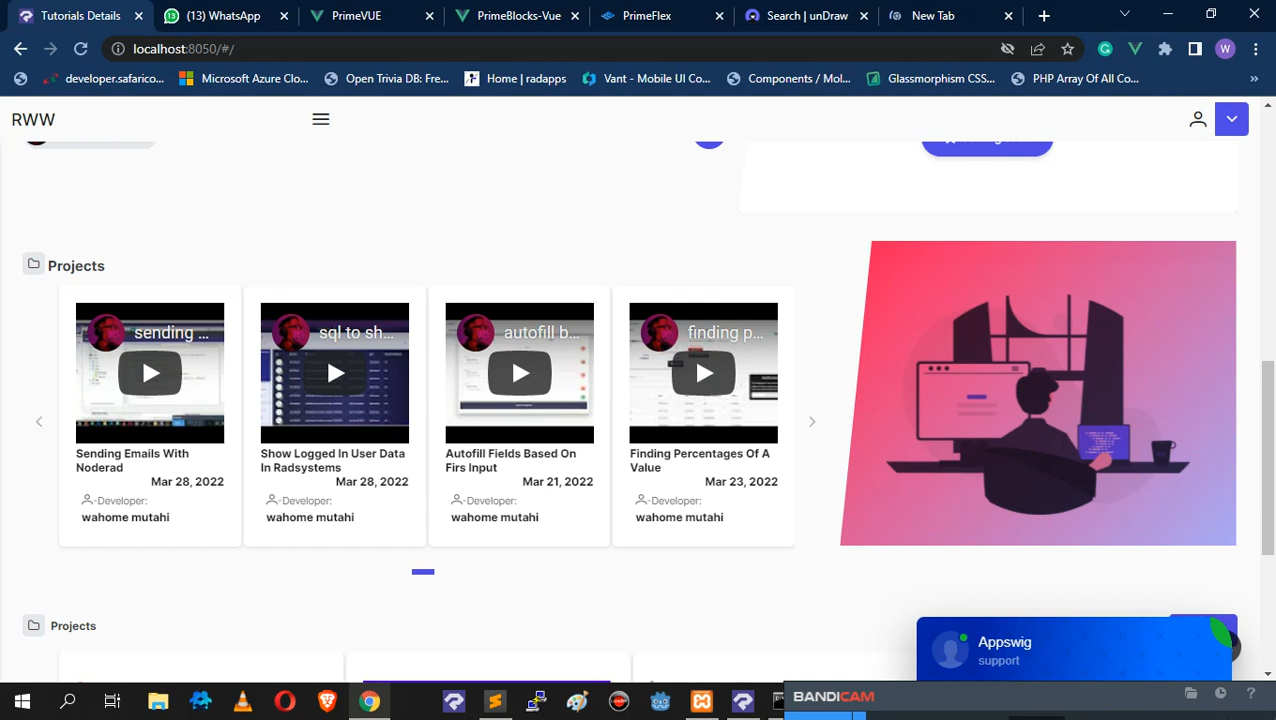 Tutorials Details
(13) WhatsApp
PrimeVUE
PrimeBlocks-Vue
PrimeFlex
Search | unDraw
New Tab
localhost:8050/#/
W
developer.safarico...
Microsoft Azure Clo...
Open Trivia DB: Fre...
Home | radapps
Vant - Mobile UI Co...
Components / Mol...
Glassmorphism CSS...
PHP Array Of All Co...
RWW
Projects
sending ...
sql to sh...
autofill b...
finding p...
Sending Emails With
Noderad
Mar 28, 2022
-Developer:
wahome mutahi
Show Logged In User Data
In Radsystems
Mar 28, 2022
-Developer:
wahome mutahi
Autofill Fields Based On
Firs Input
Mar 21, 2022
-Developer:
wahome mutahi
Finding Percentages Of A
Value
Mar 23, 2022
-Developer:
wahome mutahi
Projects
Appswig
support
BANDICAM